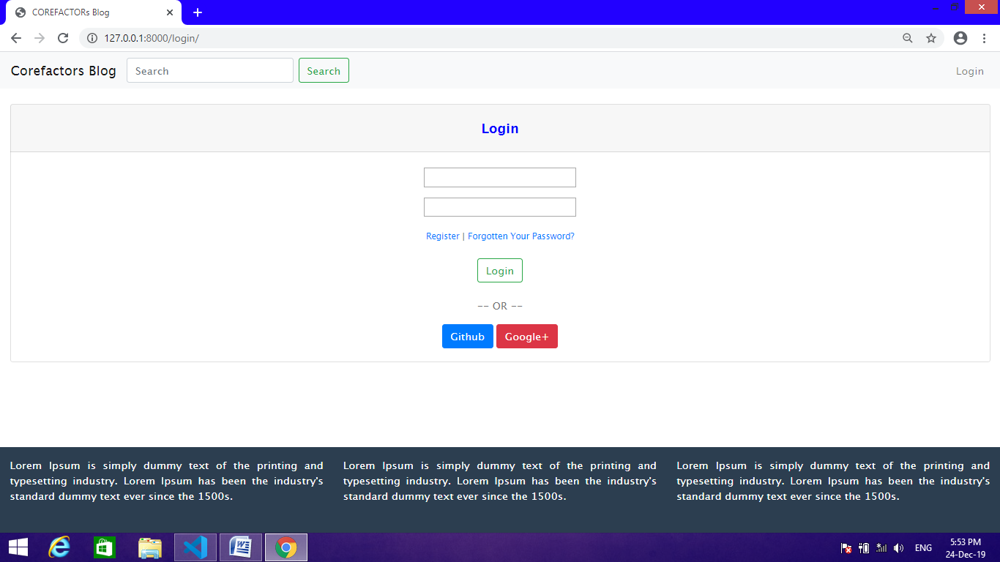 COREFACTORs Blog
127.0.0.1:8000/login/
Corefactors Blog Search Search Login
Login
Register | Forgotten Your Password?
Login
-- OR --
Github Google+
Lorem Ipsum is simply dummy text of the printing and
typesetting industry. Lorem Ipsum has been the industry's
standard dummy text ever since the 1500s.
Lorem Ipsum is simply dummy text of the printing and
typesetting industry. Lorem Ipsum has been the industry's
standard dummy text ever since the 1500s.
Lorem Ipsum is simply dummy text of the printing and
typesetting industry. Lorem Ipsum has been the industry's
standard dummy text ever since the 1500s.
ENG
5:53 PM
24-Dec-19